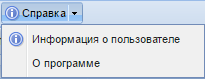 Справка
Информация о пользователе
О программе